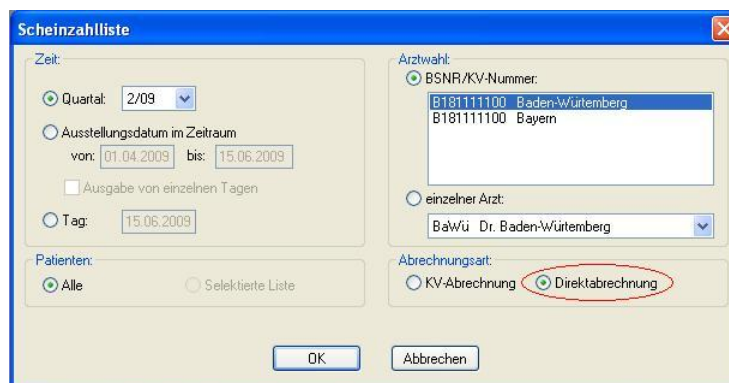 Scheinzahlliste
Zeit:
Quartal: 2/09
Ausstellungsdatum im Zeitraum
von: 01.04.2009 bis: 15.06.2009
Ausgabe von einzelnen Tagen
Tag: 15.06.2009
Patienten:
Alle Selektierte Liste
Arztwahl:
BSNR/KV-Nummer:
B181111100 Baden-Würtemberg
B181111100 Bayern
einzelner Arzt:
BaWü Dr. Baden-Würtemberg
Abrechnungsart:
KV-Abrechnung Direktabrechnung
OK Abbrechen